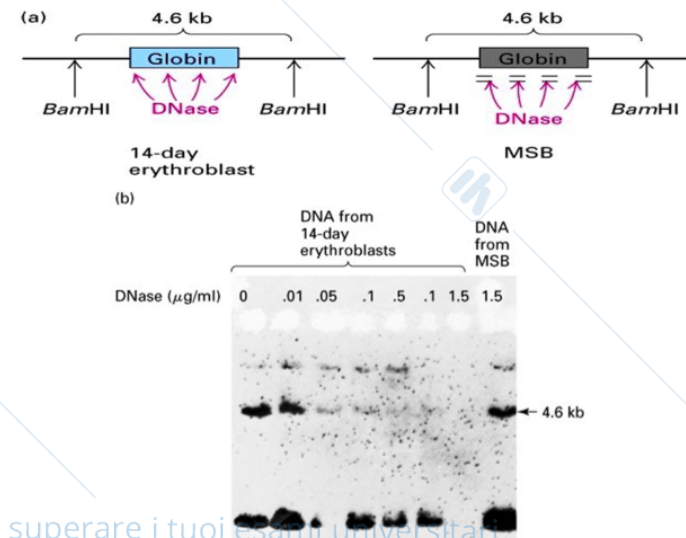 (a)
4.6 kb 4.6 kb
Globin Globin
BamHI DNase BamHI BamHI DNase BamHI
14-day
erythroblast
MSB
(b)
DNA from
14-day
erythroblasts
DNA
from
MSB
DNase (μg/ml) 0 .01 .05 .1 .5 .1 1.5 1.5
4.6 kb
superare i tuoi esami universitari